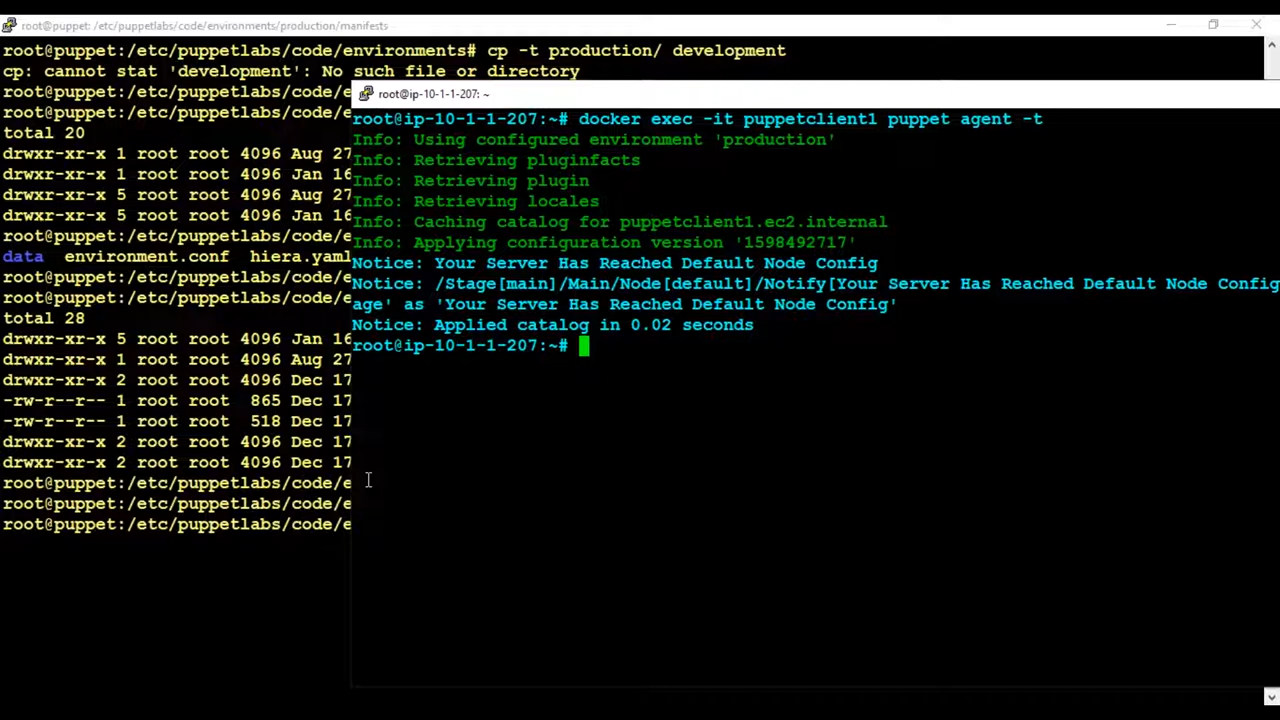 root@puppet: /etc/puppetlabs/code/environments/production/manifests
root@puppet:/etc/puppetlabs/code/environments# cp -t production/ development
cp: cannot stat 'development': No such file or directory
root@puppet:/etc/puppetlabs/code/e
root@puppet:/etc/puppetlabs/code/e
total 20
drwxr-xr-x 1 root root 4096 Aug 27
drwxr-xr-x 1 root root 4096 Jan 16
drwxr-xr-x 5 root root 4096 Aug 27
drwxr-xr-x 5 root root 4096 Jan 16
root@puppet:/etc/puppetlabs/code/e
data environment.conf hiera.yaml
root@puppet:/etc/puppetlabs/code/e
root@puppet:/etc/puppetlabs/code/e
total 28
drwxr-xr-x 5 root root 4096 Jan 16
drwxr-xr-x 1 root root 4096 Aug 27
drwxr-xr-x 2 root root 4096 Dec 17
-rw-r--r-- 1 root root 865 Dec 17
-rw-r--r-- 1 root root 518 Dec 17
drwxr-xr-x 2 root root 4096 Dec 17
drwxr-xr-x 2 root root 4096 Dec 17
root@puppet:/etc/puppetlabs/code/e
root@puppet:/etc/puppetlabs/code/e
root@puppet:/etc/puppetlabs/code/e
root@ip-10-1-1-207: ~
root@ip-10-1-1-207:~# docker exec -it puppetclient1 puppet agent -t
Info: Using configured environment 'production'
Info: Retrieving pluginfacts
Info: Retrieving plugin
Info: Retrieving locales
Info: Caching catalog for puppetclient1.ec2.internal
Info: Applying configuration version '1598492717'
Notice: Your Server Has Reached Default Node Config
Notice: /Stage[main]/Main/Node[default]/Notify[Your Server Has Reached Default Node Config
age' as 'Your Server Has Reached Default Node Config'
Notice: Applied catalog in 0.02 seconds
root@ip-10-1-1-207:~#